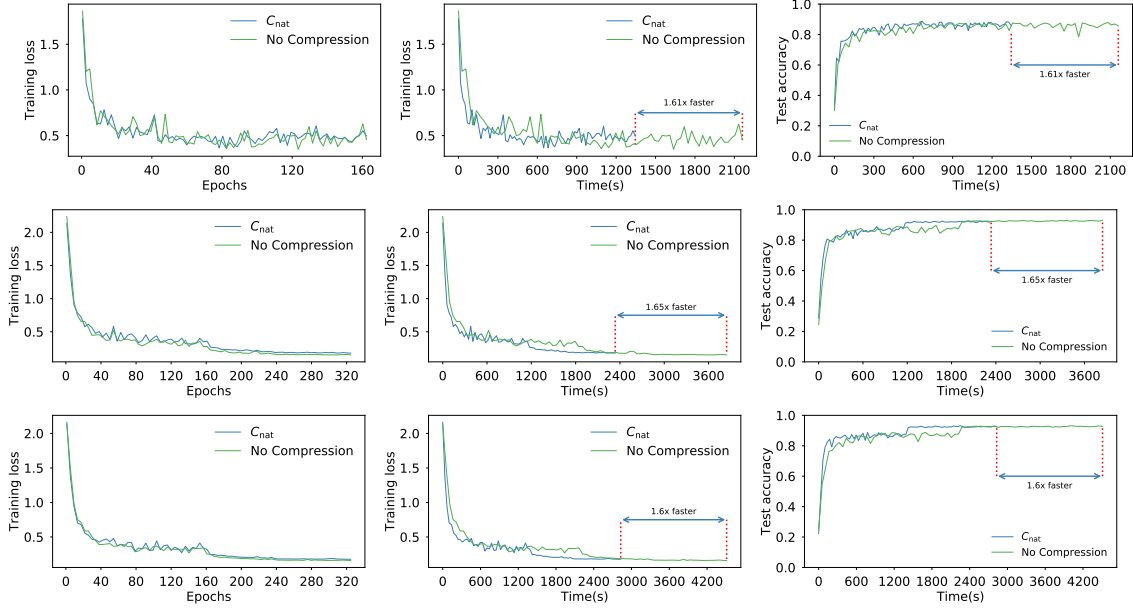 C_nat
No Compression
Training loss
1.5
1.0
0.5
0 40 80 120 160
Epochs
C_nat
No Compression
1.61x faster
Training loss
1.5
1.0
0.5
0 300 600 900 1200 1500 1800 2100
Time(s)
Test accuracy
1.0
0.8
0.6
0.4
0.2
0.0
1.61x faster
C_nat
No Compression
0 300 600 900 1200 1500 1800 2100
Time(s)
C_nat
No Compression
Training loss
2.0
1.5
1.0
0.5
0 40 80 120 160 200 240 280 320
Epochs
C_nat
No Compression
1.65x faster
Training loss
2.0
1.5
1.0
0.5
0 600 1200 1800 2400 3000 3600
Time(s)
Test accuracy
1.0
0.8
0.6
0.4
0.2
0.0
1.65x faster
C_nat
No Compression
0 600 1200 1800 2400 3000 3600
Time(s)
C_nat
No Compression
Training loss
2.0
1.5
1.0
0.5
0 40 80 120 160 200 240 280 320
Epochs
C_nat
No Compression
1.6x faster
Training loss
2.0
1.5
1.0
0.5
0 600 1200 1800 2400 3000 3600 4200
Time(s)
Test accuracy
1.0
0.8
0.6
0.4
0.2
0.0
1.6x faster
C_nat
No Compression
0 600 1200 1800 2400 3000 3600 4200
Time(s)